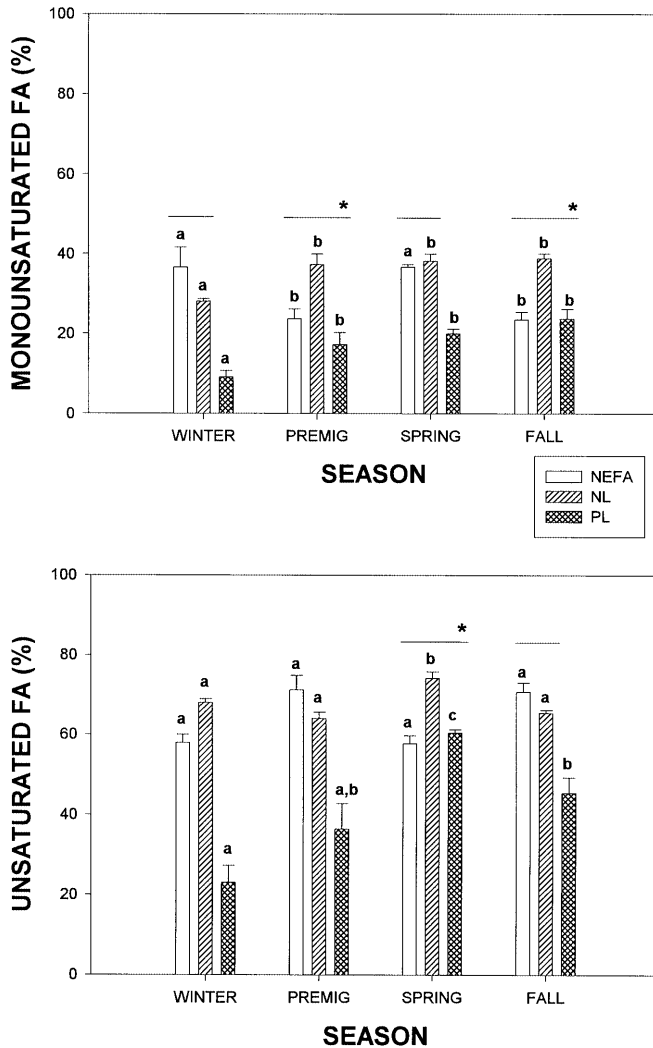 MONOUNSATURATED FA (%)
100
80
60
40
20
0
* *
a a a
b b b
a b b
b b b
WINTER PREMIG SPRING FALL
SEASON
NEFA
NL
PL
UNSATURATED FA (%)
100
80
60
40
20
0
*
a a a
a a a,b
a b c
a a b
WINTER PREMIG SPRING FALL
SEASON